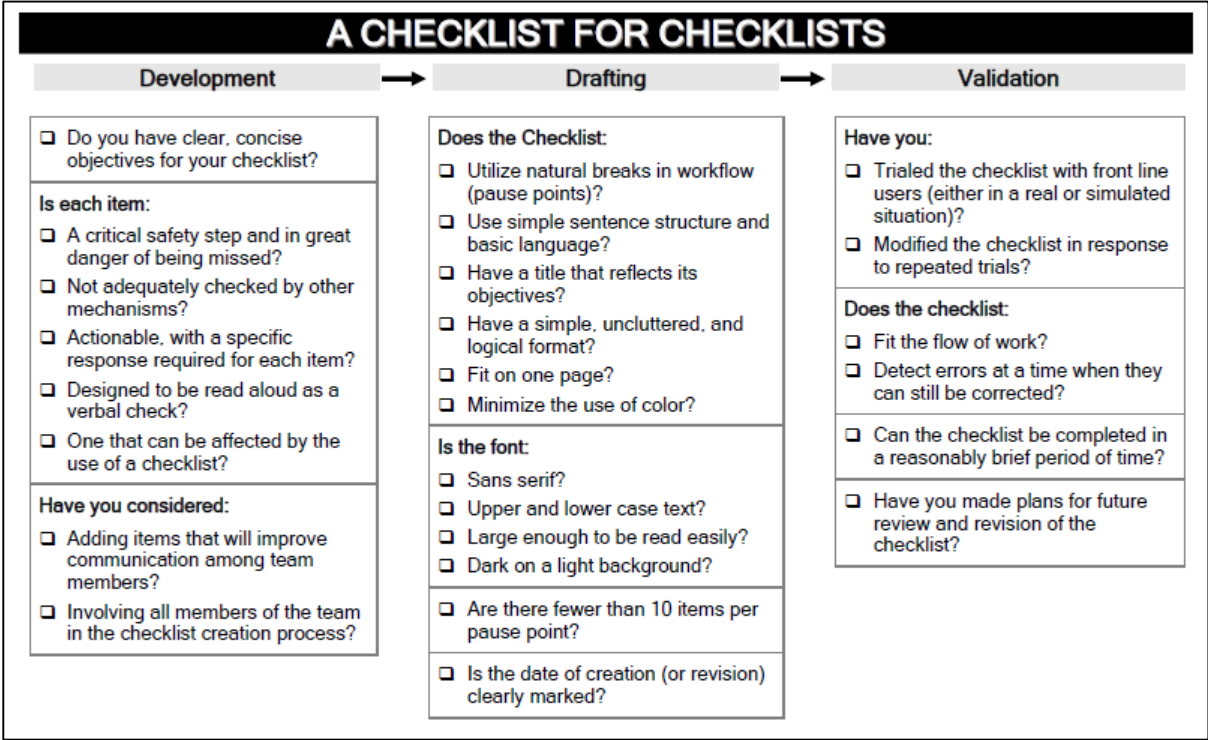 A CHECKLIST FOR CHECKLISTS
Development
Do you have clear, concise
objectives for your checklist?
Is each item:
A critical safety step and in great
danger of being missed?
Not adequately checked by other
mechanisms?
Actionable, with a specific
response required for each item?
Designed to be read aloud as a
verbal check?
One that can be affected by the
use of a checklist?
Have you considered:
Adding items that will improve
communication among team
members?
Involving all members of the team
in the checklist creation process?
Drafting
Does the Checklist:
Utilize natural breaks in workflow
(pause points)?
Use simple sentence structure and
basic language?
Have a title that reflects its
objectives?
Have a simple, uncluttered, and
logical format?
Fit on one page?
Minimize the use of color?
Is the font:
Sans serif?
Upper and lower case text?
Large enough to be read easily?
Dark on a light background?
Are there fewer than 10 items per
pause point?
Is the date of creation (or revision)
clearly marked?
Validation
Have you:
Trialed the checklist with front line
users (either in a real or simulated
situation)?
Modified the checklist in response
to repeated trials?
Does the checklist:
Fit the flow of work?
Detect errors at a time when they
can still be corrected?
Can the checklist be completed in
a reasonably brief period of time?
Have you made plans for future
review and revision of the
checklist?